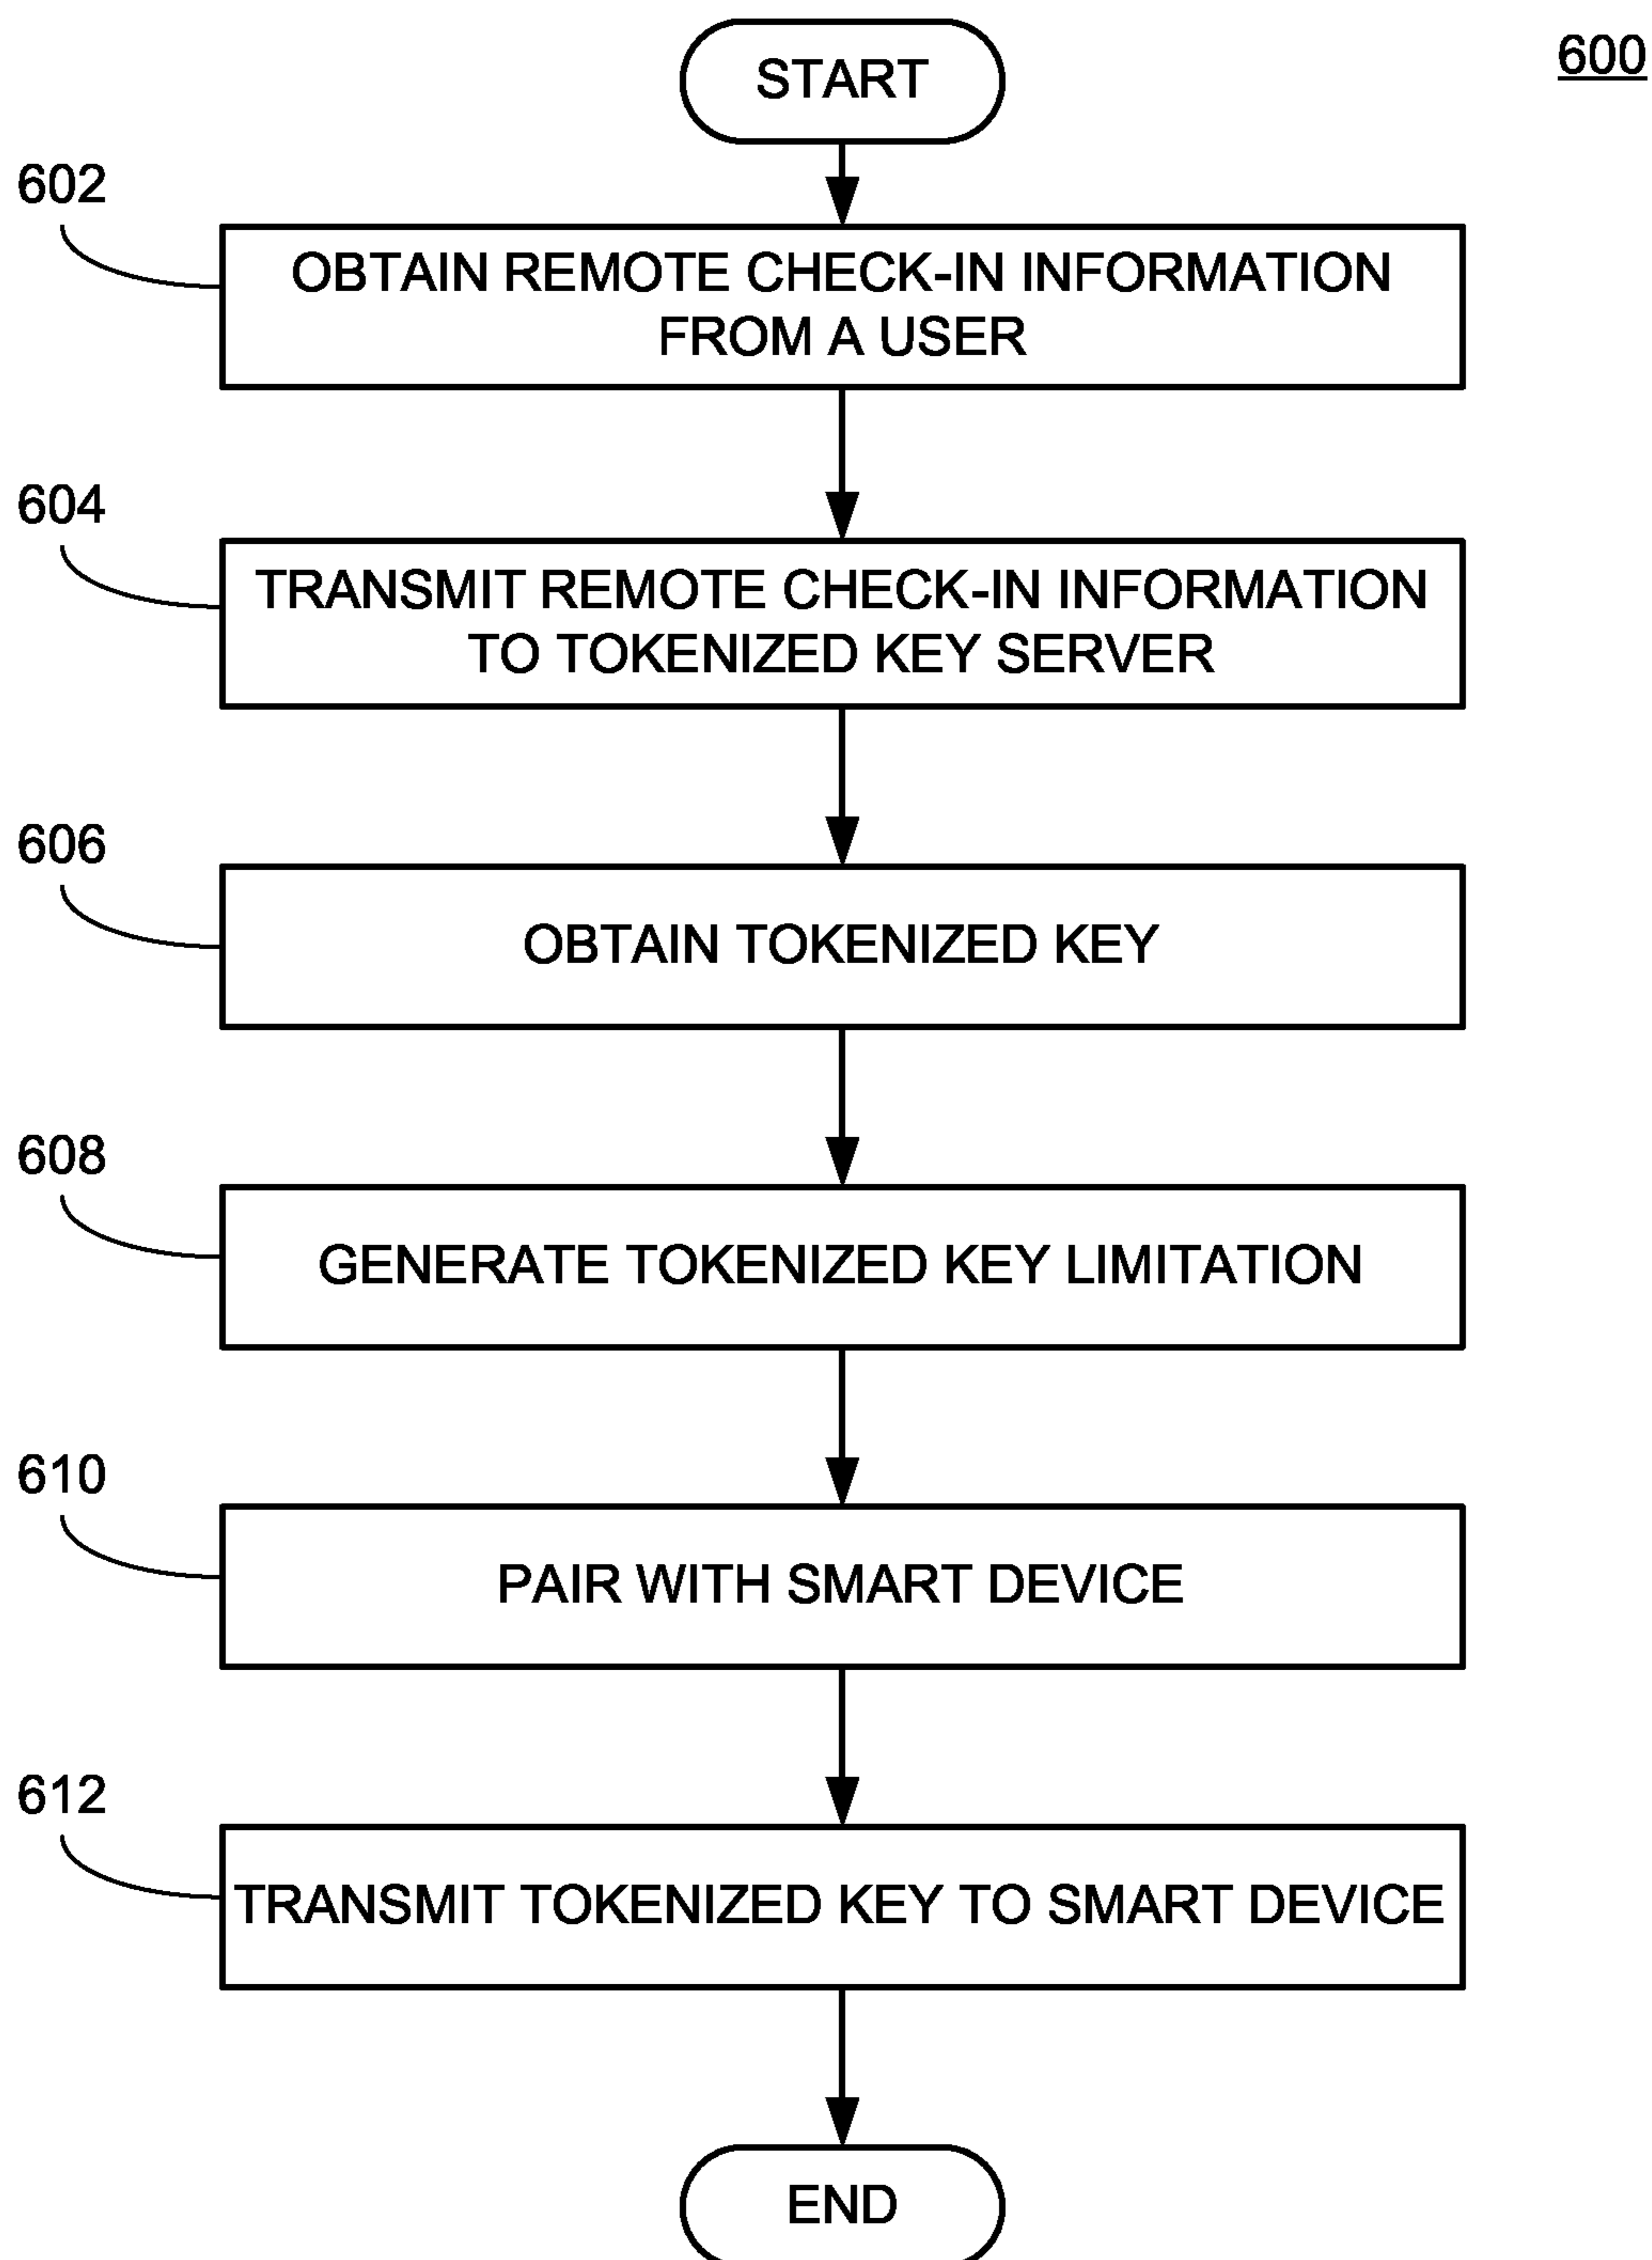 START
600
602
OBTAIN REMOTE CHECK-IN INFORMATION
FROM A USER
604
TRANSMIT REMOTE CHECK-IN INFORMATION
TO TOKENIZED KEY SERVER
606
OBTAIN TOKENIZED KEY
608
GENERATE TOKENIZED KEY LIMITATION
610
PAIR WITH SMART DEVICE
612
TRANSMIT TOKENIZED KEY TO SMART DEVICE
END